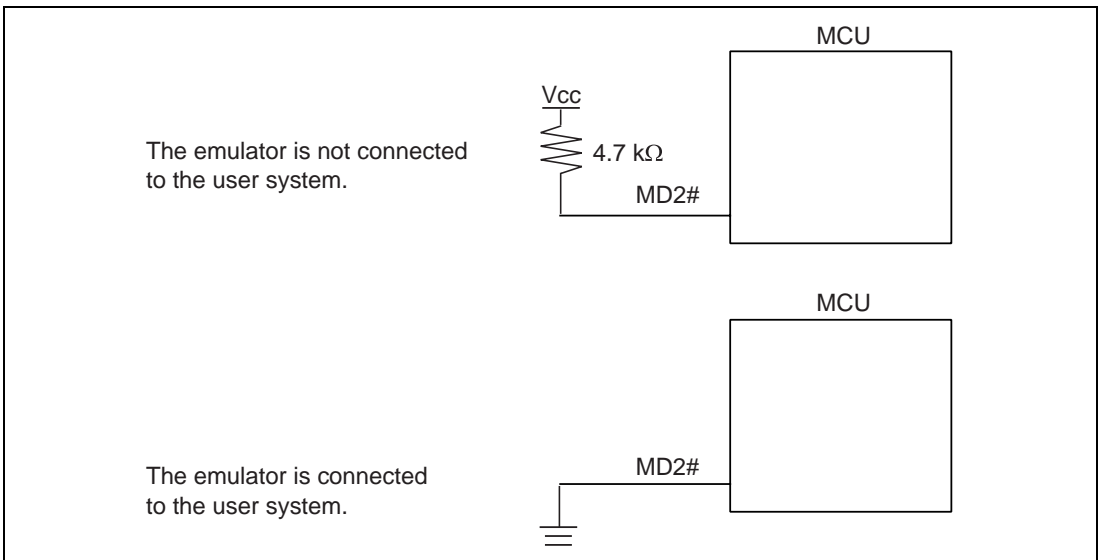 MCU
Vcc
The emulator is not connected
to the user system.
4.7 kΩ
MD2#
MCU
MD2#
The emulator is connected
to the user system.